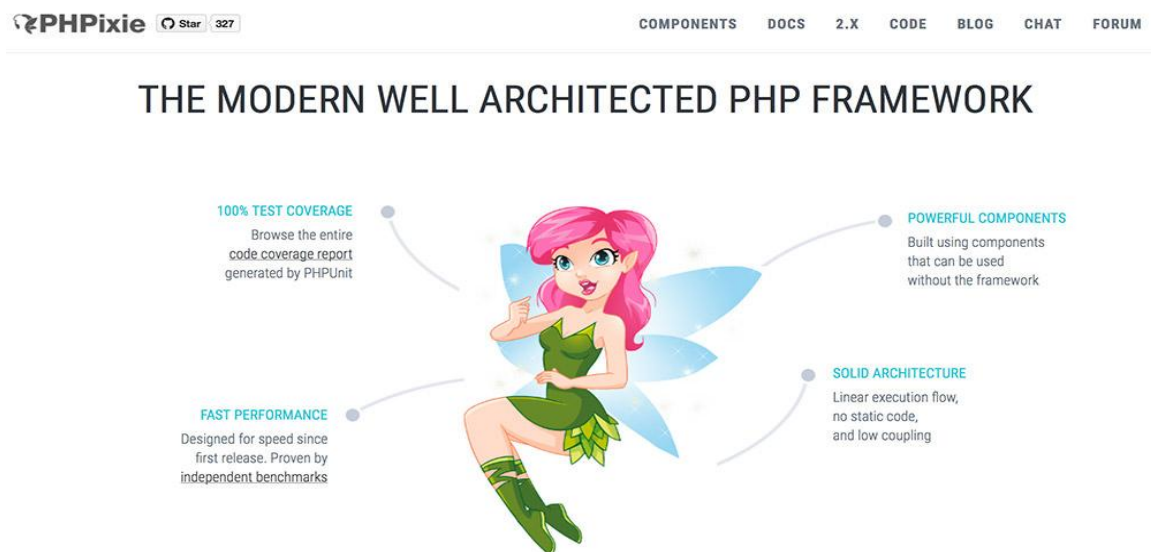 PHPixie Star 327
COMPONENTS DOCS 2.X CODE BLOG CHAT FORUM
THE MODERN WELL ARCHITECTED PHP FRAMEWORK
100% TEST COVERAGE
Browse the entire
code coverage report
generated by PHPUnit
POWERFUL COMPONENTS
Built using components
that can be used
without the framework
FAST PERFORMANCE
Designed for speed since
first release. Proven by
independent benchmarks
SOLID ARCHITECTURE
Linear execution flow,
no static code,
and low coupling